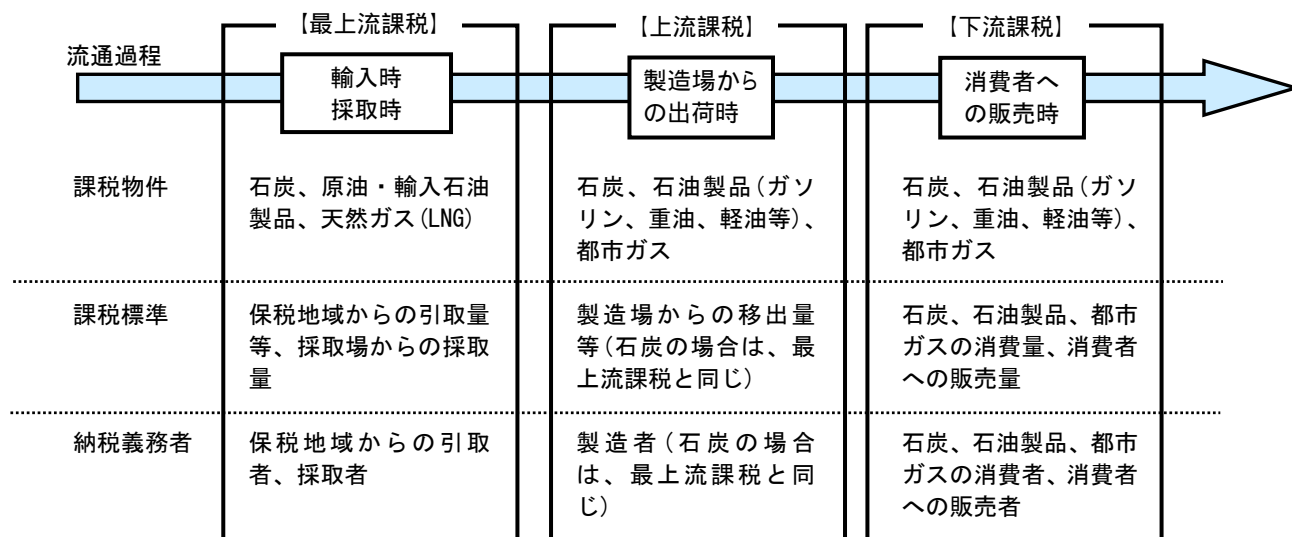 【最上流課税】
【上流課税】
【下流課税】
流通過程
輸入時
採取時
製造場から
の出荷時
消費者へ
の販売時
課税物件
石炭、原油・輸入石油
製品、天然ガス(LNG)
石炭、石油製品(ガソ
リン、重油、軽油等)、
都市ガス
石炭、石油製品(ガソ
リン、重油、軽油等)、
都市ガス
課税標準
保税地域からの引取量
等、採取場からの採取
量
製造場からの移出量
等(石炭の場合は、最
上流課税と同じ)
石炭、石油製品、都市
ガスの消費量、消費者
への販売量
納税義務者
保税地域からの引取
者、採取者
製造者(石炭の場合
は、最上流課税と同
じ)
石炭、石油製品、都市
ガスの消費者、消費者
への販売者